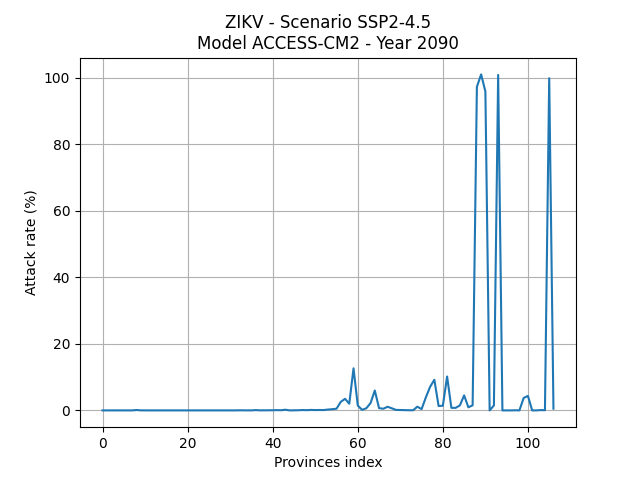 ZIKV - Scenario SSP2-4.5
Model ACCESS-CM2 - Year 2090
100
80
60
40
20
0
Attack rate (%)
0 20 40 60 80 100
Provinces index